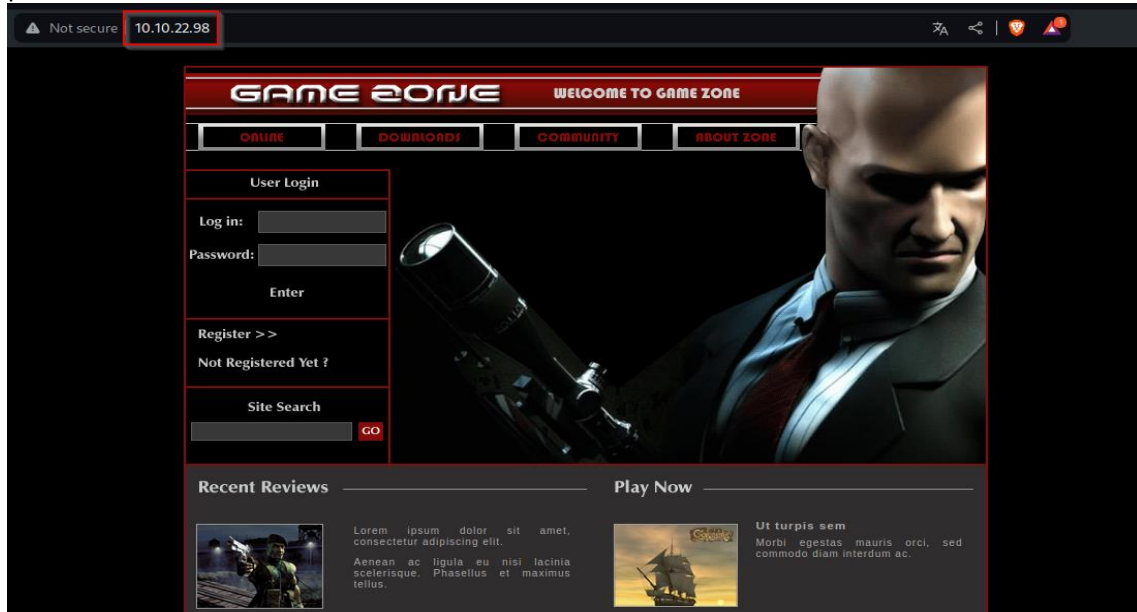 Not secure 10.10.22.98
GAME ZONE WELCOME TO GAME ZONE
ONLINE DOWNLOADS COMMUNITY ABOUT ZONE
User Login
Log in:
Password:
Enter
Register >>
Not Registered Yet ?
Site Search
GO
Recent Reviews
Lorem ipsum dolor sit amet,
consectetur adipiscing elit.
Aenean ac ligula eu nisi lacinia
scelerisque. Phasellus et maximus
tellus.
Play Now
Ut turpis sem
Morbi egestas mauris orci, sed
commodo diam interdum ac.